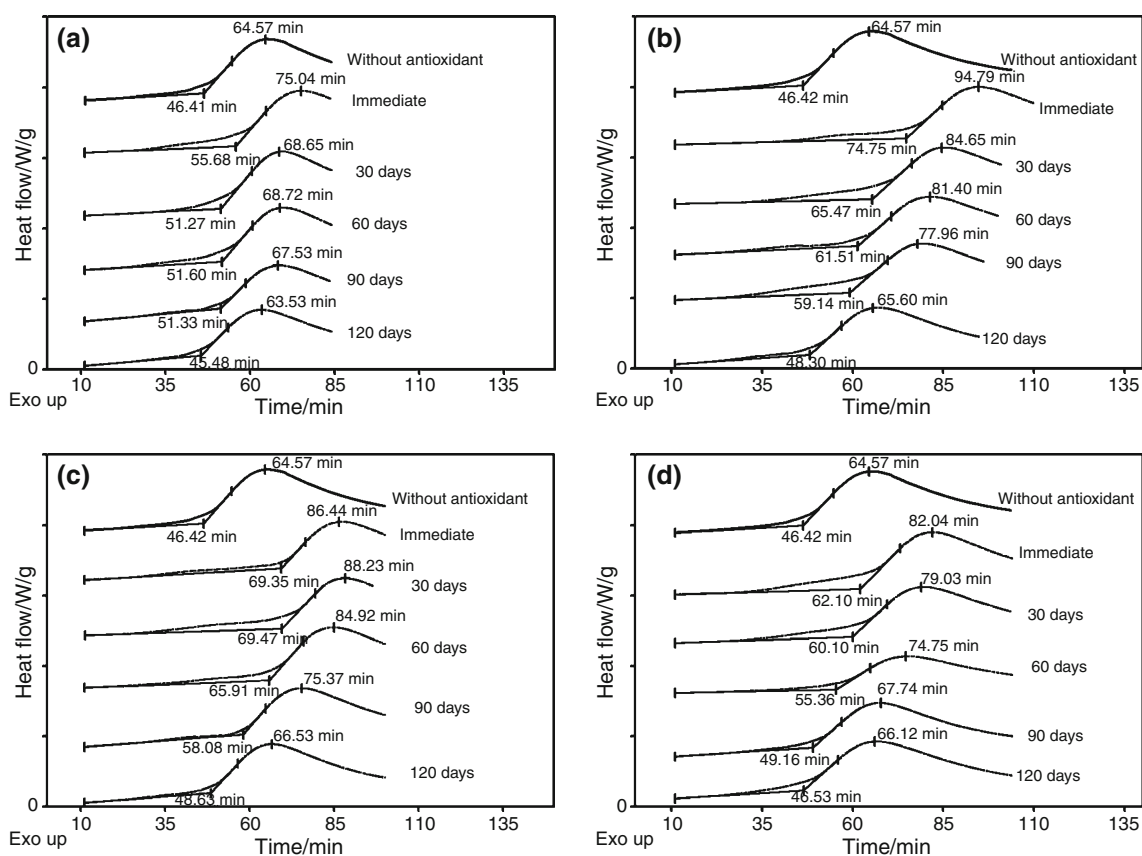 (a)
64.57 min
Without antioxidant
46.41 min
75.04 min
Immediate
55.68 min
68.65 min
30 days
51.27 min
68.72 min
60 days
51.60 min
67.53 min
90 days
51.33 min
63.53 min
120 days
45.48 min
Heat flow/W/g
0
10 35 60 85 110 135
Exo up
Time/min
(b)
64.57 min
Without antioxidant
46.42 min
94.79 min
Immediate
74.75 min
84.65 min
30 days
65.47 min
81.40 min
60 days
61.51 min
77.96 min
90 days
59.14 min
65.60 min
120 days
48.30 min
Heat flow/W/g
0
10 35 60 85 110 135
Exo up
Time/min
(c)
64.57 min
Without antioxidant
46.42 min
86.44 min
Immediate
69.35 min
88.23 min
30 days
69.47 min
84.92 min
60 days
65.91 min
75.37 min
90 days
58.08 min
66.53 min
120 days
48.63 min
Heat flow/W/g
0
10 35 60 85 110 135
Exo up
Time/min
(d)
64.57 min
Without antioxidant
46.42 min
82.04 min
Immediate
62.10 min
79.03 min
30 days
60.10 min
74.75 min
60 days
55.36 min
67.74 min
90 days
49.16 min
66.12 min
120 days
46.53 min
Heat flow/W/g
0
10 35 60 85 110 135
Exo up
Time/min